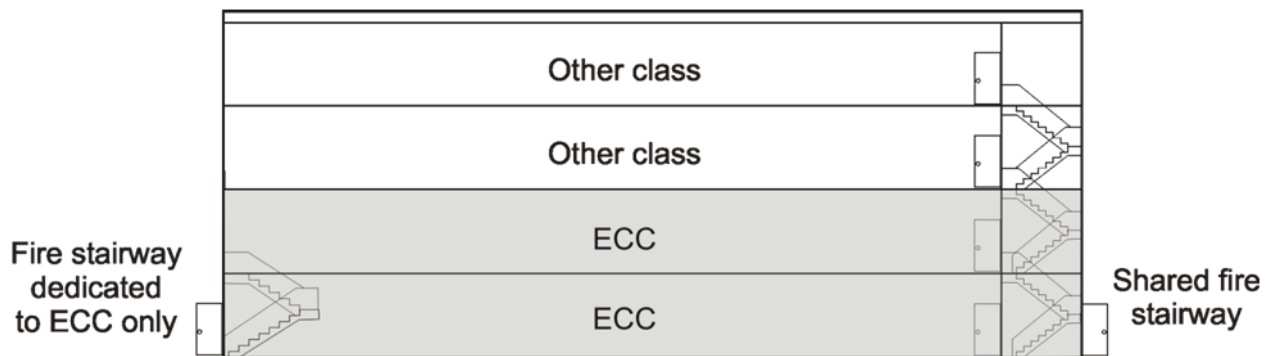 Other class
Other class
ECC
Fire stairway
dedicated
to ECC only
ECC
Shared fire
stairway